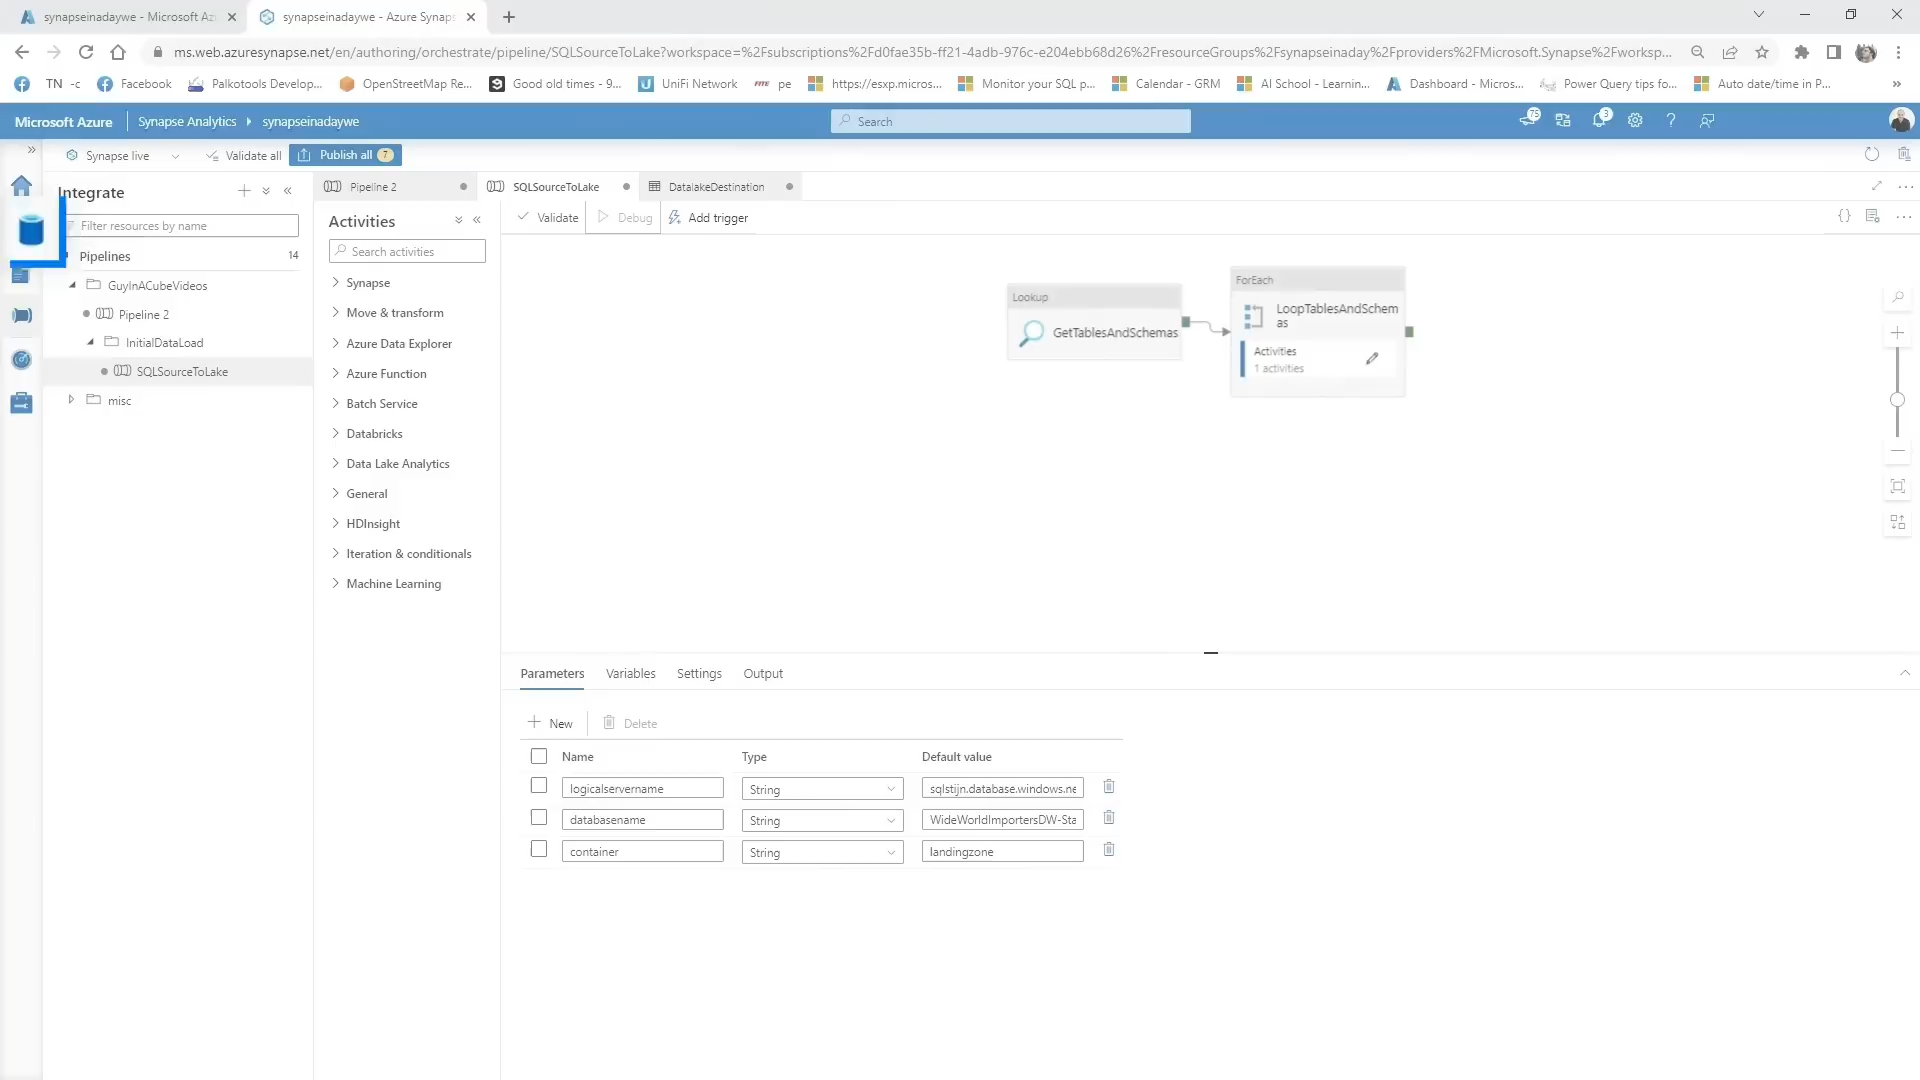 synapseinadaywe - Microsoft Az
synapseinadaywe - Azure Synaps
ms.web.azuresynapse.net/en/authoring/orchestrate/pipeline/SQLSourceToLake?workspace=%2Fsubscriptions%2Fd0fae35b-ff21-4adb-976c-e204ebb68d26%2FresourceGroups%2Fsynapseinaday%2Fproviders%2FMicrosoft.Synapse%2Fworksp...
TN -c
Facebook
Palkotools Develop...
OpenStreetMap Re...
Good old times - 9...
UniFi Network
FITE pe
https://esxp.micros...
Monitor your SQL p...
Calendar - GRM
AI School - Learnin...
Dashboard - Micros...
Power Query tips fo...
Auto date/time in P...
»
Microsoft Azure
Synapse Analytics
synapseinadaywe
Search
75
3
Synapse live
Validate all
Publish all 7
Integrate
Filter resources by name
Pipelines 14
GuyInACubeVideos
Pipeline 2
InitialDataLoad
SQLSourceToLake
misc
Pipeline 2
SQLSourceToLake
DatalakeDestination
Activities
Search activities
Synapse
Move & transform
Azure Data Explorer
Azure Function
Batch Service
Databricks
Data Lake Analytics
General
HDInsight
Iteration & conditionals
Machine Learning
Validate
Debug
Add trigger
Lookup
GetTablesAndSchemas
ForEach
LoopTablesAndSchem
as
Activities
1 activities
Parameters Variables Settings Output
New Delete
Name Type Default value
logicalservername String sqlstijn.database.windows.ne
databasename String WideWorldImportersDW-Sta
container String landingzone